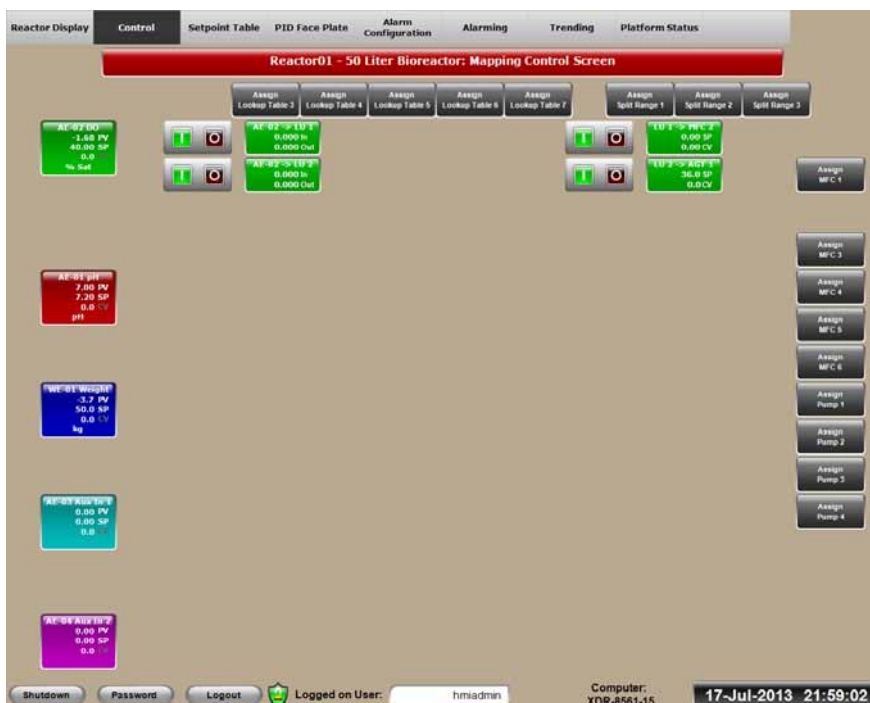 Reactor Display Control Setpoint Table PID Face Plate Alarm Configuration Alarming Trending Platform Status
Reactor01 - 50 Liter Bioreactor: Mapping Control Screen
Assign Lookup Table 3
Assign Lookup Table 4
Assign Lookup Table 5
Assign Lookup Table 6
Assign Lookup Table 7
Assign Split Range 1
Assign Split Range 2
Assign Split Range 3
AE-02 DO
-1.68 PV
40.00 SP
0.0 CV
% Sat
I O
AE-02 -> LU 1
0.000 In
0.000 Out
I O
LU 1 -> MFC 2
0.00 SP
0.00 CV
I O
AE-02 -> LU 2
0.000 In
0.000 Out
I O
LU 2 -> AGT 1
36.0 SP
0.0 CV
Assign MFC 1
Assign MFC 3
Assign MFC 4
Assign MFC 5
Assign MFC 6
Assign Pump 1
Assign Pump 2
Assign Pump 3
Assign Pump 4
AE-01 pH
7.00 PV
7.20 SP
0.0 CV
pH
WE-01 Weight
-3.7 PV
50.0 SP
0.0 CV
kg
AE-03 Aux In 1
0.00 PV
0.00 SP
0.0 CV
AE-04 Aux In 2
0.00 PV
0.00 SP
0.0 CV
Shutdown Password Logout Logged on User: hmiadmin Computer: XDR-8561-15 17-Jul-2013 21:59:02